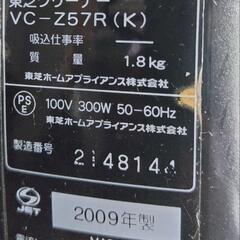 東芝クリーナー
VC-Z57R(K)
吸込仕事率
質量 1.8kg
東芝ホームアプライアンス株式会社
PSE 100V 300W 50-60Hz
東芝ホームアプライアンス株式会社
製造番号 2148144
JET
2009年製